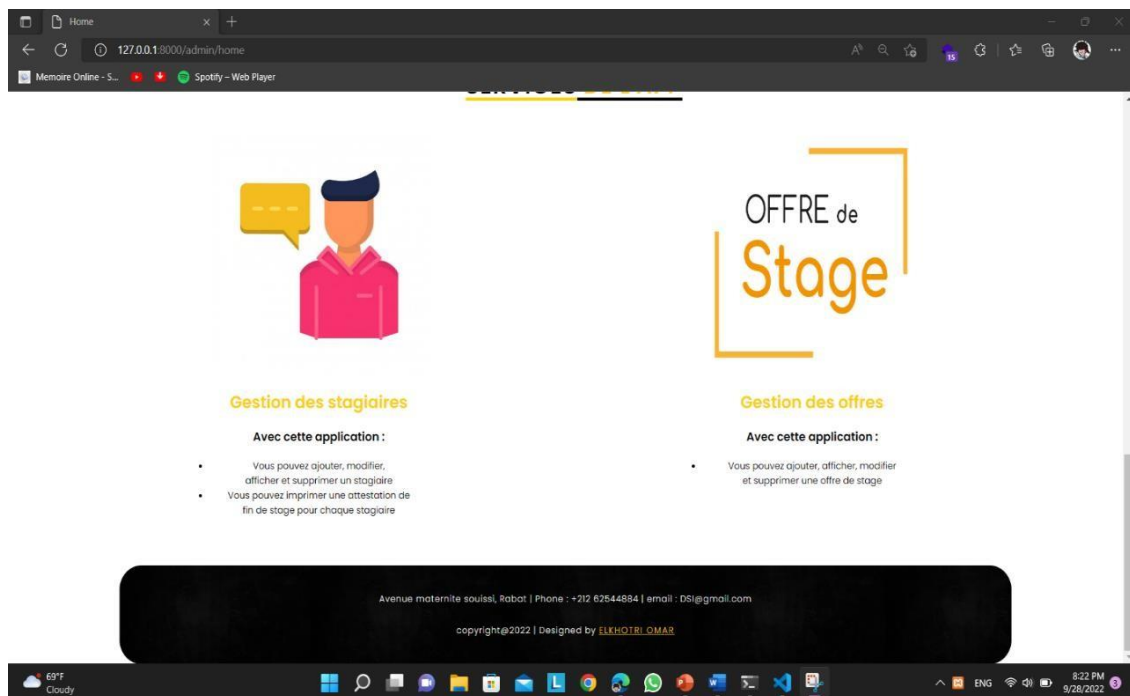 Home
127.0.0.1:8000/admin/home
15
Memoire Online - S...
Spotify – Web Player
OFFRE de
Stage
Gestion des stagiaires
Gestion des offres
Avec cette application :
Avec cette application :
Vous pouvez ajouter, modifier,
afficher et supprimer un stagiaire
Vous pouvez imprimer une attestation de
fin de stage pour chaque stagiaire
Vous pouvez ajouter, afficher, modifier
et supprimer une offre de stage
Avenue maternite souissi, Rabat | Phone : +212 62544884 | email : DSI@gmail.com
copyright@2022 | Designed by ELKHOTRI OMAR
69°F
Cloudy
ENG
8:22 PM
9/28/2022
3